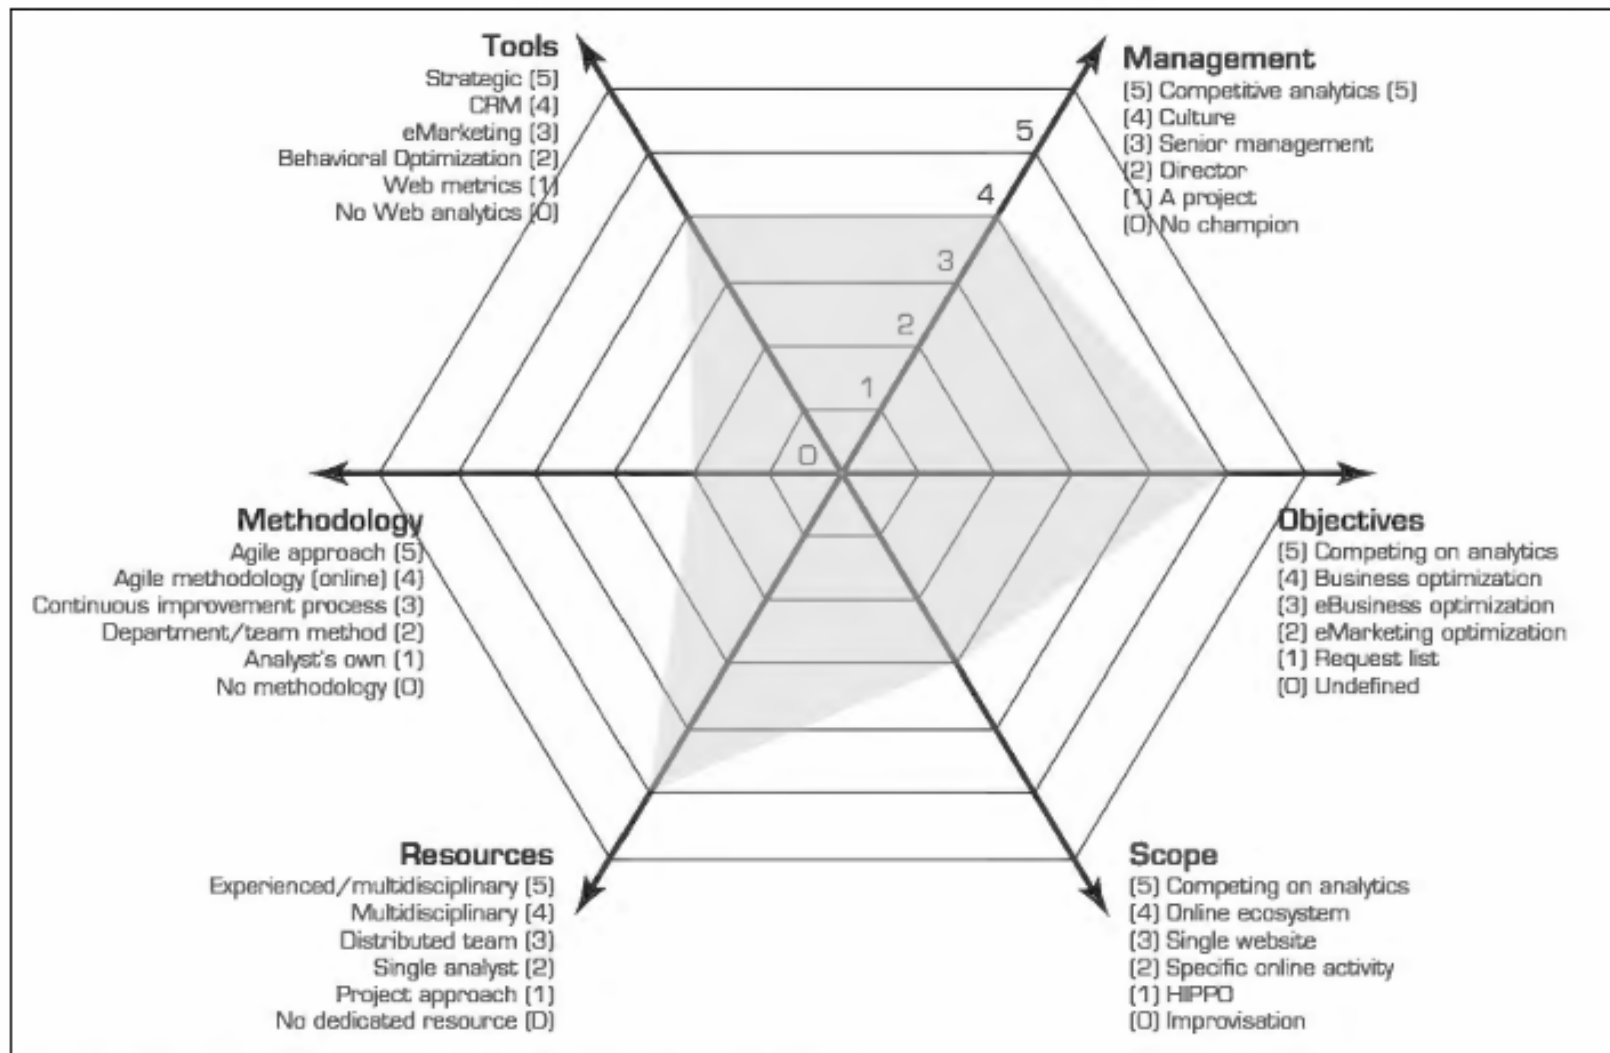 Tools
Strategic (5)
CRM (4)
eMarketing (3)
Behavioral Optimization (2)
Web metrics (1)
No Web analytics (0)
Management
(5) Competitive analytics (5)
(4) Culture
(3) Senior management
(2) Director
(1) A project
(0) No champion
5
4
3
2
1
0
Methodology
Agile approach (5)
Agile methodology (online) (4)
Continuous improvement process (3)
Department/team method (2)
Analyst's own (1)
No methodology (0)
Objectives
(5) Competing on analytics
(4) Business optimization
(3) eBusiness optimization
(2) eMarketing optimization
(1) Request list
(0) Undefined
Resources
Experienced/multidisciplinary (5)
Multidisciplinary (4)
Distributed team (3)
Single analyst (2)
Project approach (1)
No dedicated resource (0)
Scope
(5) Competing on analytics
(4) Online ecosystem
(3) Single website
(2) Specific online activity
(1) HIPPO
(0) Improvisation